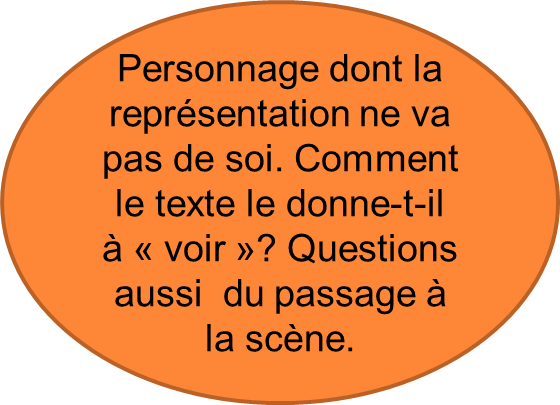 Personnage dont la
représentation ne va
pas de soi. Comment
le texte le donne-t-il
à « voir »? Questions
aussi  du passage à
la scène.